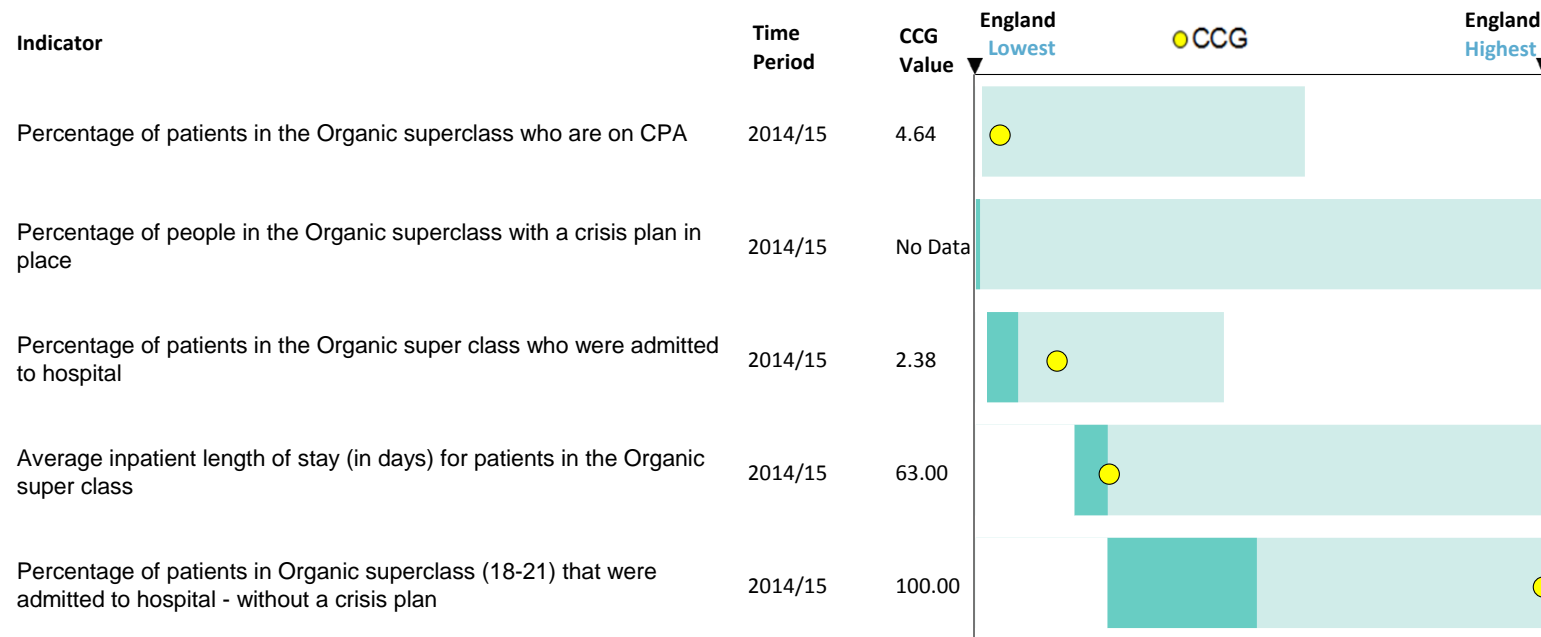 Indicator
Time Period
CCG Value
England Lowest
CCG
England Highest
Percentage of patients in the Organic superclass who are on CPA
2014/15
4.64
Percentage of people in the Organic superclass with a crisis plan in
place
2014/15
No Data
Percentage of patients in the Organic super class who were admitted
to hospital
2014/15
2.38
Average inpatient length of stay (in days) for patients in the Organic
super class
2014/15
63.00
Percentage of patients in Organic superclass (18-21) that were
admitted to hospital - without a crisis plan
2014/15
100.00